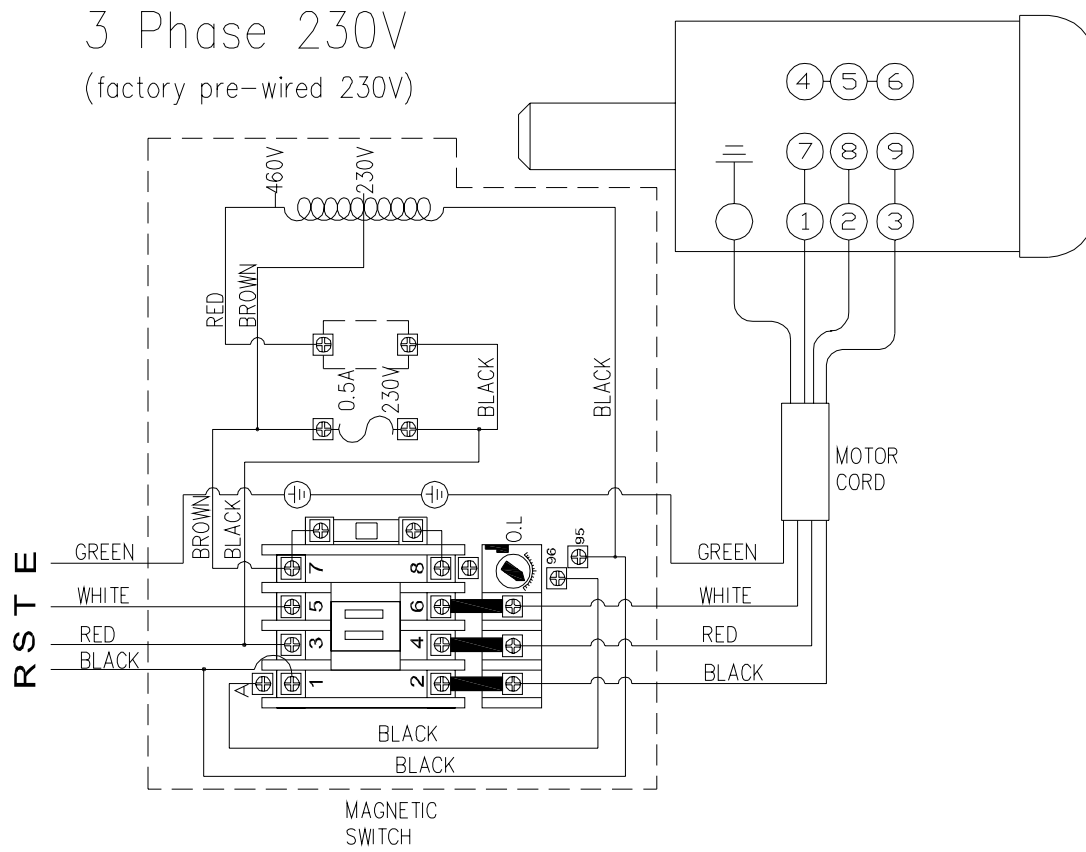 3 Phase 230V
(factory pre-wired 230V)
4 5 6
7 8 9
1 2 3
460V
230V
RED
BROWN
0.5A
230V
BLACK
BLACK
MOTOR
CORD
BROWN
BLACK
O.L
96
95
E
GREEN
7
8
GREEN
T
WHITE
5
6
WHITE
S
RED
3
4
RED
R
BLACK
A
1
2
BLACK
BLACK
BLACK
MAGNETIC
SWITCH